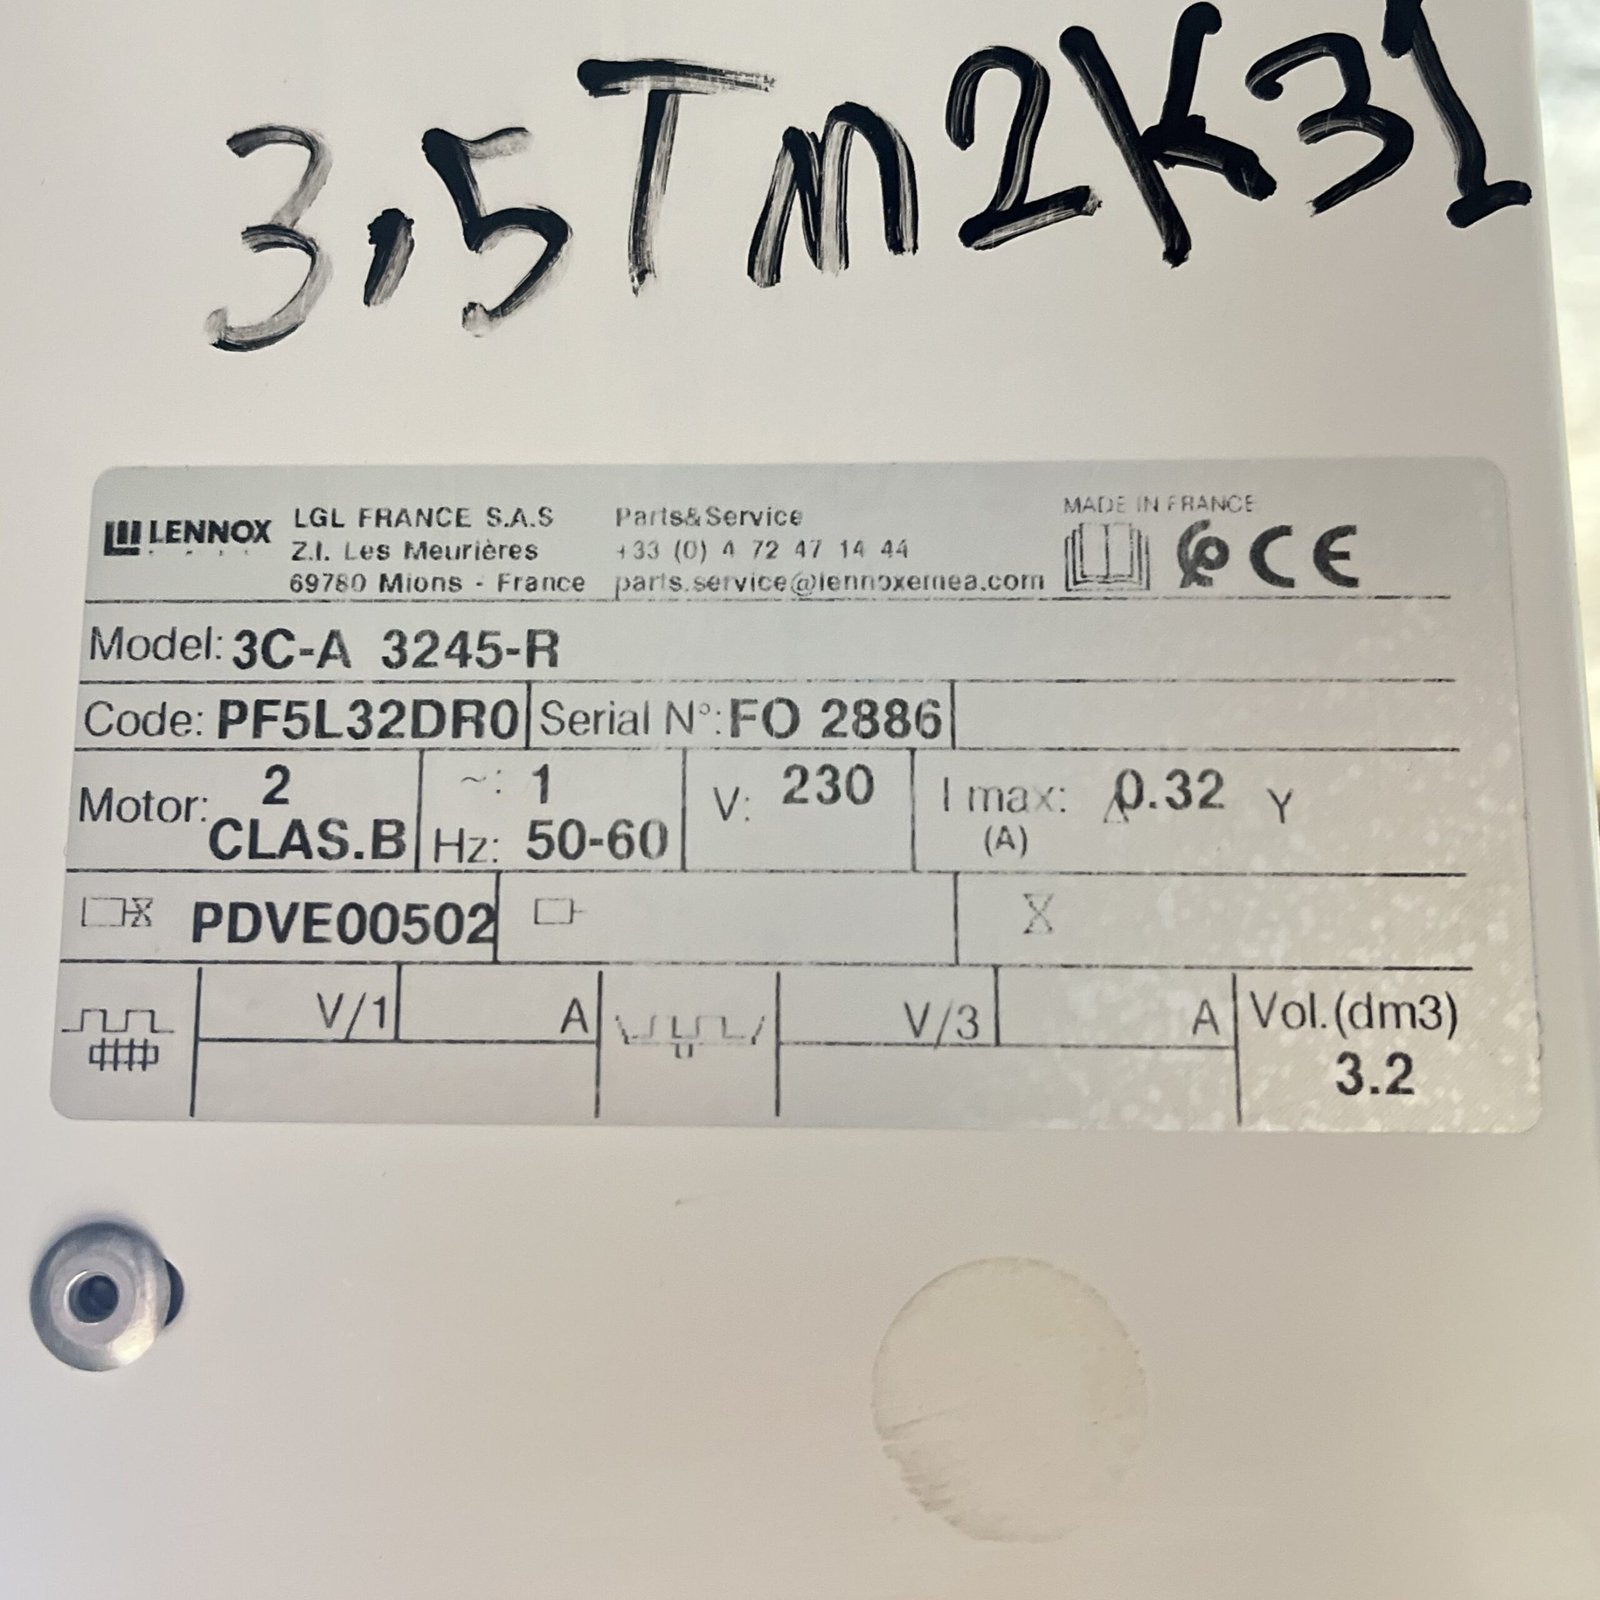 3.5Tm2K31
LENNOX
LGL FRANCE S.A.S
Z.I. Les Meurières
69780 Mions - France
Parts&Service
+33 (0) 4 72 47 14 44
parts.service@lennoxemea.com
MADE IN FRANCE
CE
Model: 3C-A 3245-R
Code: PF5L32DR0 Serial N°: FO 2886
Motor: 2 CLAS.B
~: 1
Hz: 50-60
V: 230
I max: (A) Δ 0.32 Y
PDVE00502
V/1 A V/3 A
Vol.(dm3)
3.2